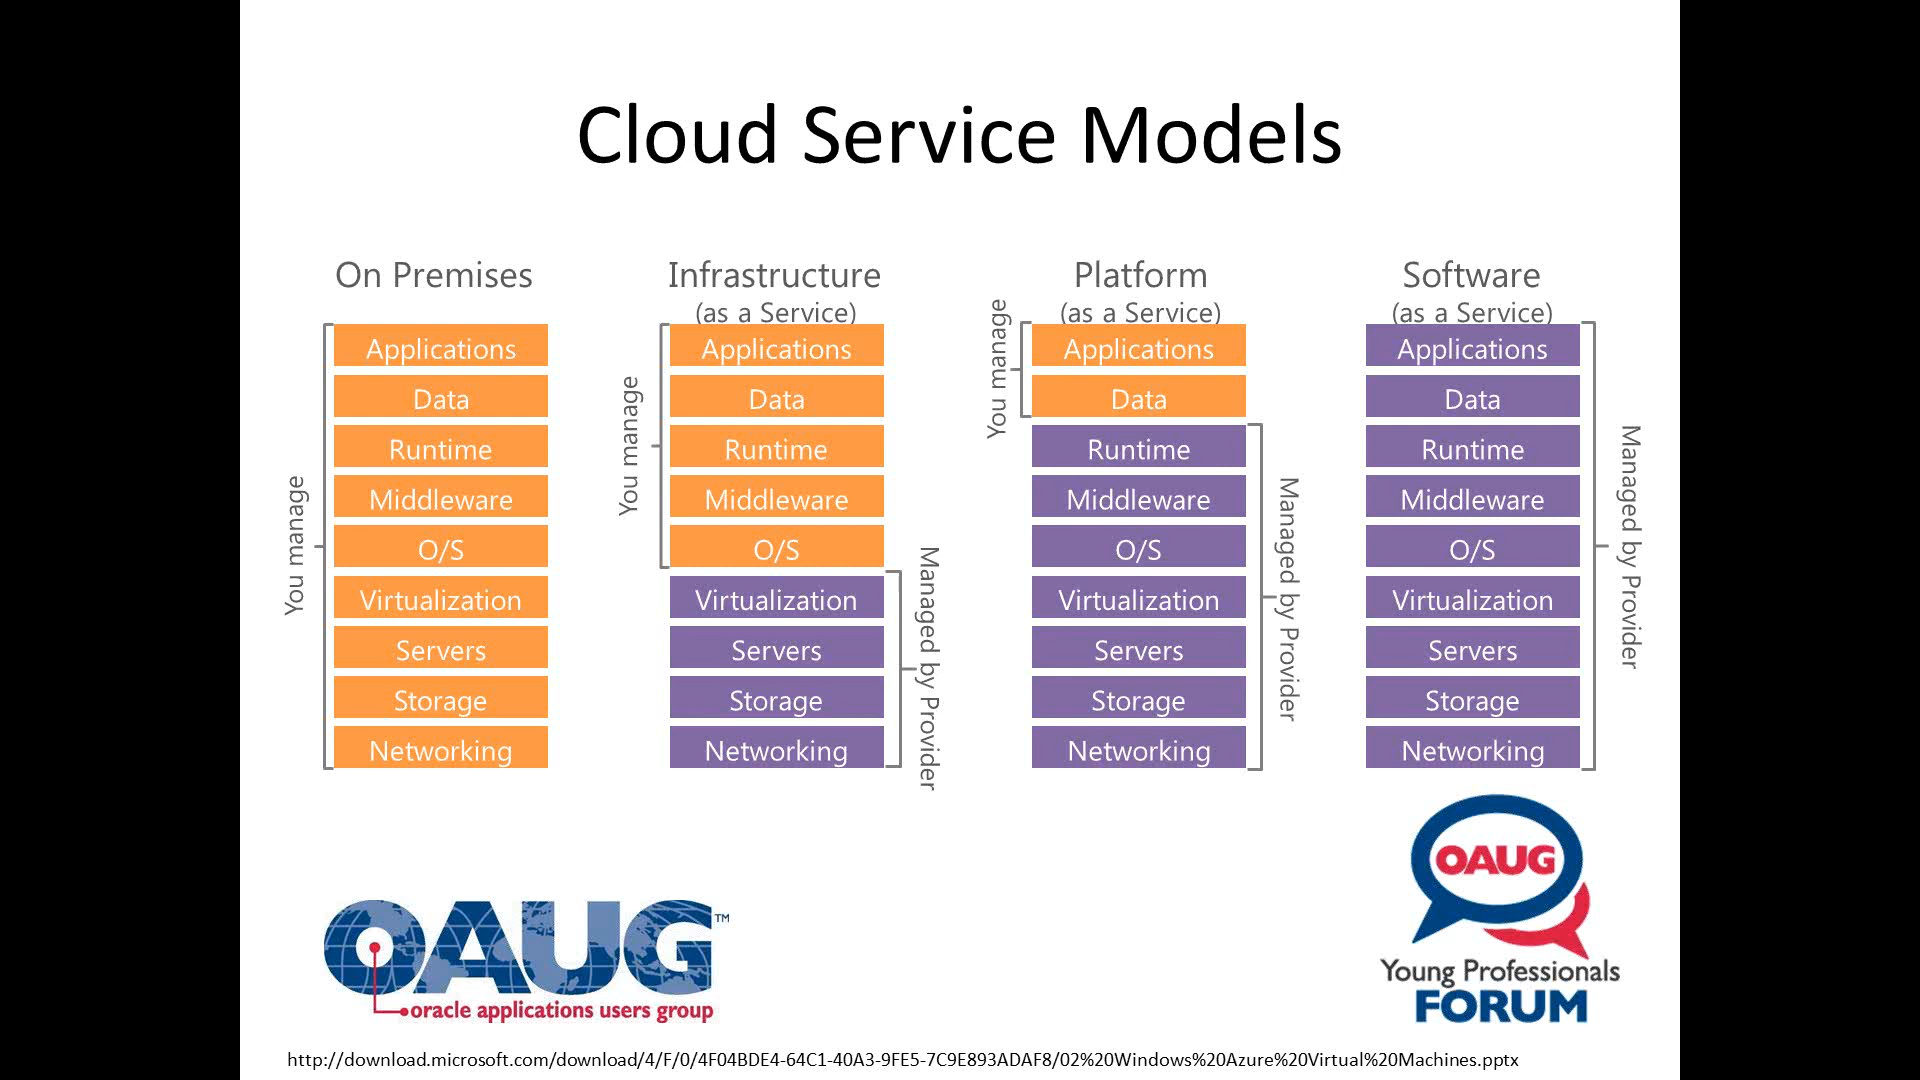 Cloud Service Models
On Premises
You manage
Applications
Data
Runtime
Middleware
O/S
Virtualization
Servers
Storage
Networking
Infrastructure
(as a Service)
You manage
Applications
Data
Runtime
Middleware
O/S
Virtualization
Servers
Storage
Networking
Managed by Provider
Platform
(as a Service)
You manage
Applications
Data
Runtime
Middleware
O/S
Virtualization
Servers
Storage
Networking
Managed by Provider
Software
(as a Service)
Applications
Data
Runtime
Middleware
O/S
Virtualization
Servers
Storage
Networking
Managed by Provider
OAUG™
oracle applications users group
OAUG
Young Professionals
FORUM
http://download.microsoft.com/download/4/F/0/4F04BDE4-64C1-40A3-9FE5-7C9E893ADAF8/02%20Windows%20Azure%20Virtual%20Machines.pptx